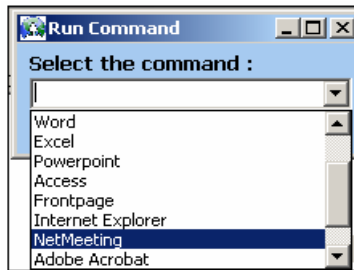 Run Command
Select the command :
Word
Excel
Powerpoint
Access
Frontpage
Internet Explorer
NetMeeting
Adobe Acrobat